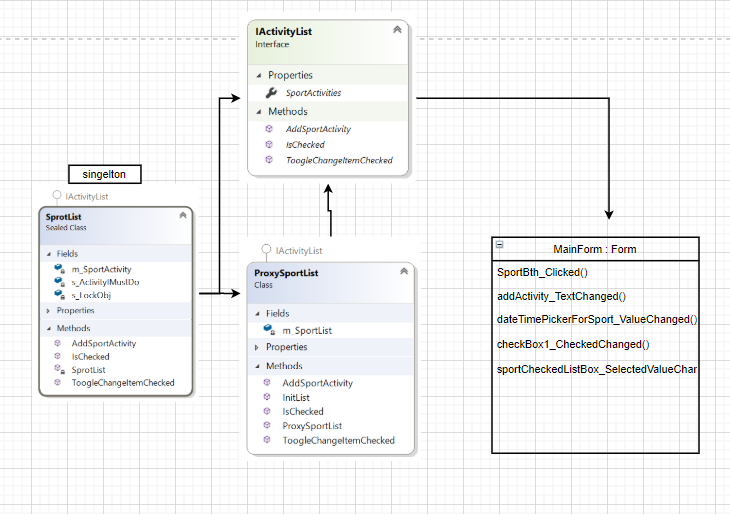 IActivityList
Interface
Properties
SportActivities
Methods
AddSportActivity
IsChecked
ToogleChangeItemChecked
singelton
IActivityList
SprotList
Sealed Class
Fields
m_SportActivity
s_ActivityIMustDo
s_LockObj
Properties
Methods
AddSportActivity
IsChecked
SprotList
ToogleChangeItemChecked
IActivityList
ProxySportList
Class
Fields
m_SportList
Properties
Methods
AddSportActivity
InitList
IsChecked
ProxySportList
ToogleChangeItemChecked
MainForm : Form
SportBth_Clicked()
addActivity_TextChanged()
dateTimePickerForSport_ValueChanged()
checkBox1_CheckedChanged()
sportCheckedListBox_SelectedValueChar